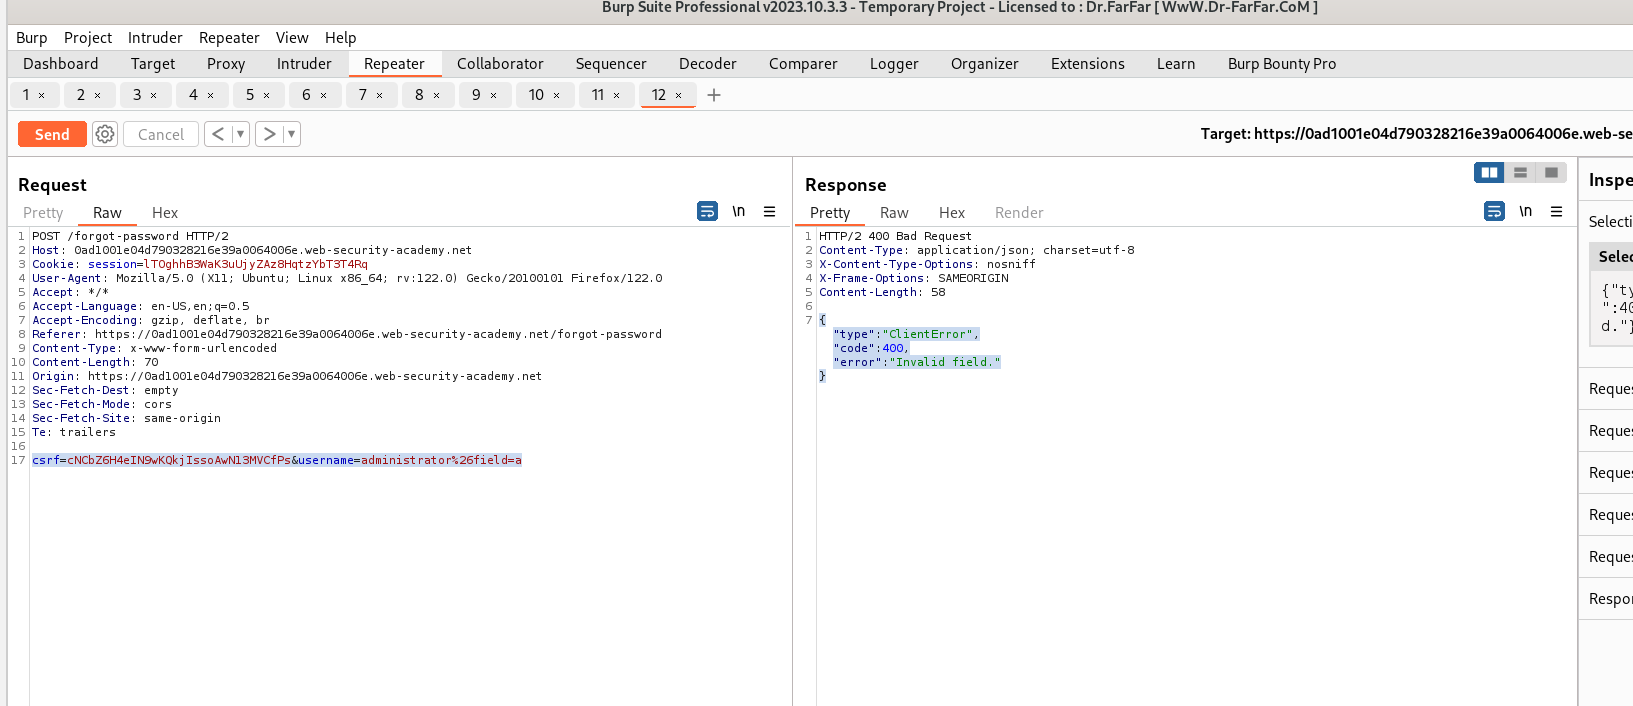 Burp Suite Professional v2023.10.3.3 - Temporary Project - Licensed to : Dr.FarFar [ WwW.Dr-FarFar.CoM ]
Burp Project Intruder Repeater View Help
Dashboard Target Proxy Intruder Repeater Collaborator Sequencer Decoder Comparer Logger Organizer Extensions Learn Burp Bounty Pro
1 × 2 × 3 × 4 × 5 × 6 × 7 × 8 × 9 × 10 × 11 × 12 × +
Send Cancel < > Target: https://0ad1001e04d790328216e39a0064006e.web-se
Request
Pretty Raw Hex \n
1 POST /forgot-password HTTP/2
2 Host: 0ad1001e04d790328216e39a0064006e.web-security-academy.net
3 Cookie: session=lTOghhB3WaK3uUjyZAz8HqtzYbT3T4Rq
4 User-Agent: Mozilla/5.0 (X11; Ubuntu; Linux x86_64; rv:122.0) Gecko/20100101 Firefox/122.0
5 Accept: */*
6 Accept-Language: en-US,en;q=0.5
7 Accept-Encoding: gzip, deflate, br
8 Referer: https://0ad1001e04d790328216e39a0064006e.web-security-academy.net/forgot-password
9 Content-Type: x-www-form-urlencoded
10 Content-Length: 70
11 Origin: https://0ad1001e04d790328216e39a0064006e.web-security-academy.net
12 Sec-Fetch-Dest: empty
13 Sec-Fetch-Mode: cors
14 Sec-Fetch-Site: same-origin
15 Te: trailers
16
17 csrf=cNCbZ6H4eIN9wKQkjIssoAwNl3MVCfPs&username=administrator%26field=a
Response
Pretty Raw Hex Render \n
1 HTTP/2 400 Bad Request
2 Content-Type: application/json; charset=utf-8
3 X-Content-Type-Options: nosniff
4 X-Frame-Options: SAMEORIGIN
5 Content-Length: 58
6
7 {
"type":"ClientError",
"code":400,
"error":"Invalid field."
}
Inspe
Selecti
Selec
{"ty
":40
d."}
Reque
Reque
Reque
Reque
Reque
Respor